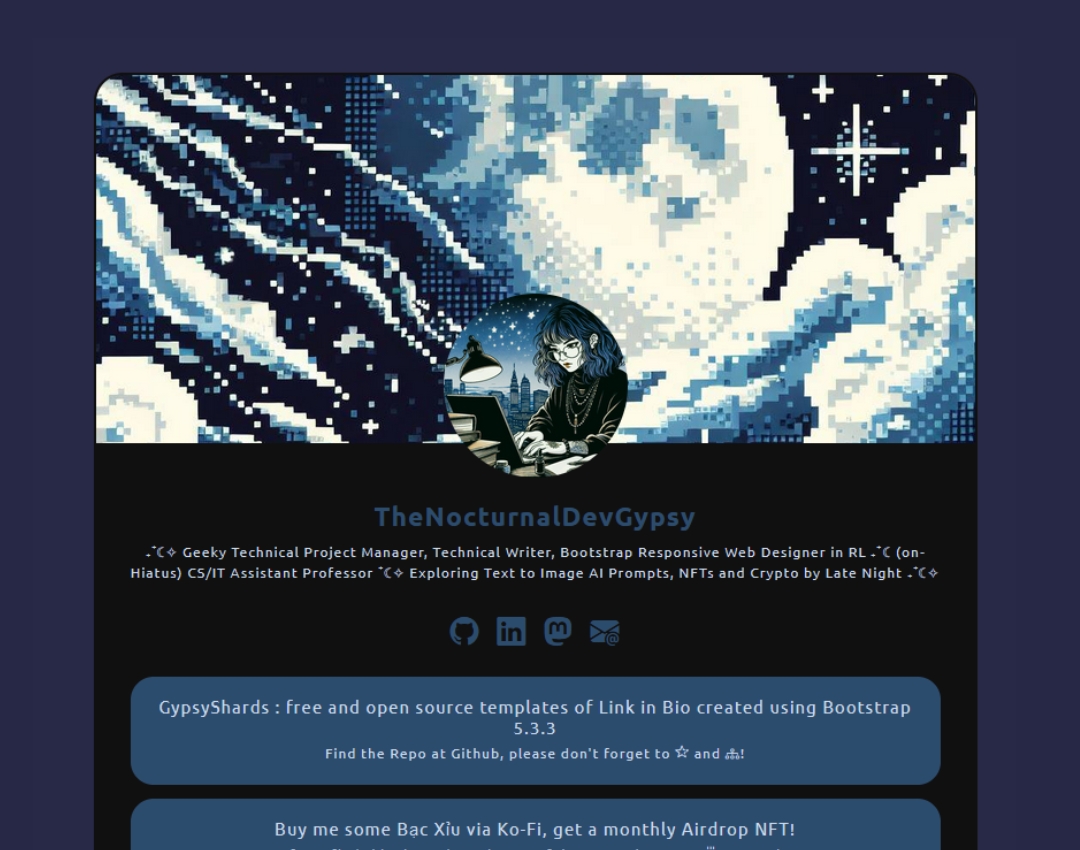 TheNocturnalDevGypsy
˖˚☾✧ Geeky Technical Project Manager, Technical Writer, Bootstrap Responsive Web Designer in RL ˖˚☾ (on-
Hiatus) CS/IT Assistant Professor ˚☾✧ Exploring Text to Image AI Prompts, NFTs and Crypto by Late Night ˖˚☾✧
in
m
@
GypsyShards : free and open source templates of Link in Bio created using Bootstrap
5.3.3
Find the Repo at Github, please don't forget to ☆ and !
Buy me some Bạc Xỉu via Ko-Fi, get a monthly Airdrop NFT!